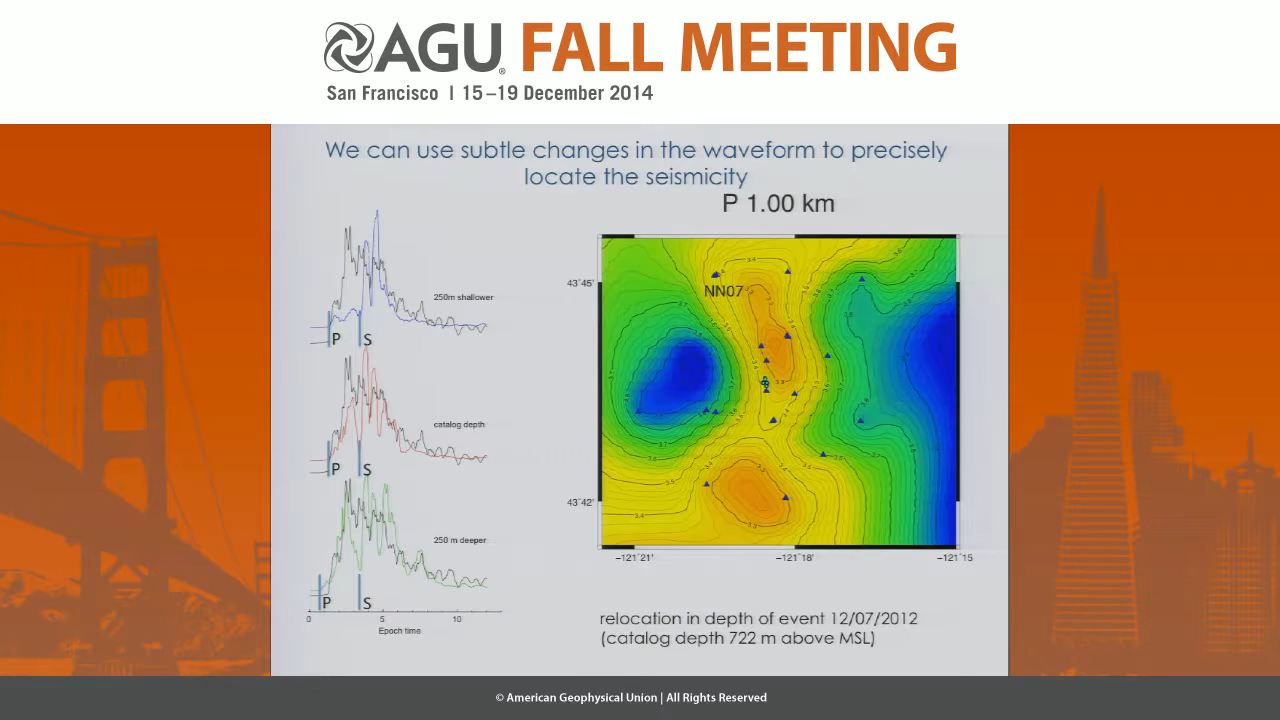 AGU FALL MEETING
San Francisco | 15–19 December 2014
We can use subtle changes in the waveform to precisely
locate the seismicity
P 1.00 km
250m shallower
P S
catalog depth
P S
250 m deeper
P S
0 5 10
Epoch time
43˚45'
NN07
43˚42'
−121˚21' −121˚18' −121˚15
relocation in depth of event 12/07/2012
(catalog depth 722 m above MSL)
© American Geophysical Union | All Rights Reserved